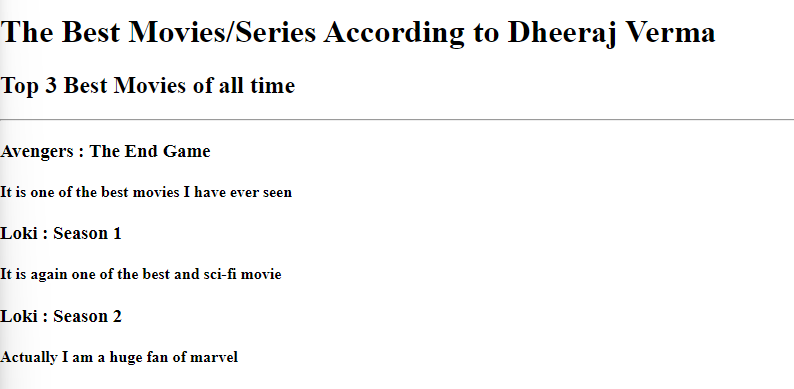 The Best Movies/Series According to Dheeraj Verma
Top 3 Best Movies of all time
Avengers : The End Game
It is one of the best movies I have ever seen
Loki : Season 1
It is again one of the best and sci-fi movie
Loki : Season 2
Actually I am a huge fan of marvel